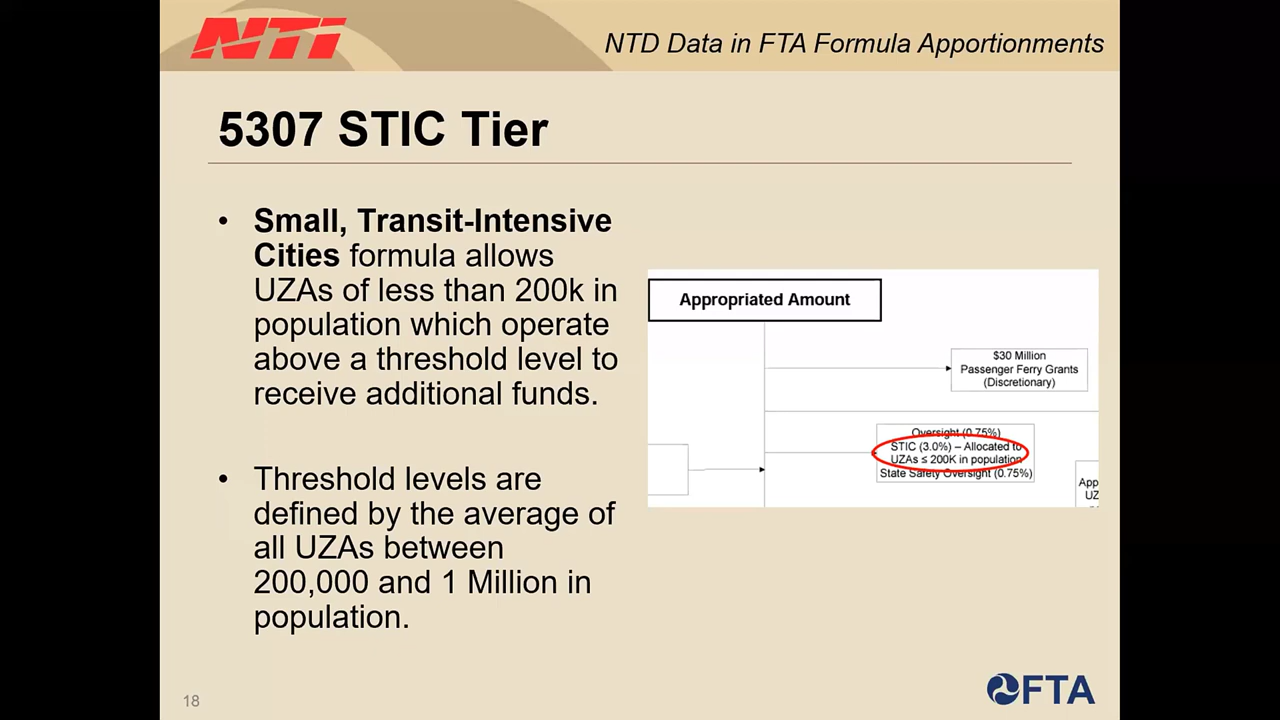 NTI
NTD Data in FTA Formula Apportionments
5307 STIC Tier
• Small, Transit-Intensive
Cities formula allows
UZAs of less than 200k in
population which operate
above a threshold level to
receive additional funds.
• Threshold levels are
defined by the average of
all UZAs between
200,000 and 1 Million in
population.
Appropriated Amount
$30 Million
Passenger Ferry Grants
(Discretionary)
Oversight (0.75%)
STIC (3.0%) – Allocated to
UZAs ≤ 200K in population
State Safety Oversight (0.75%)
App
UZ
18
FTA